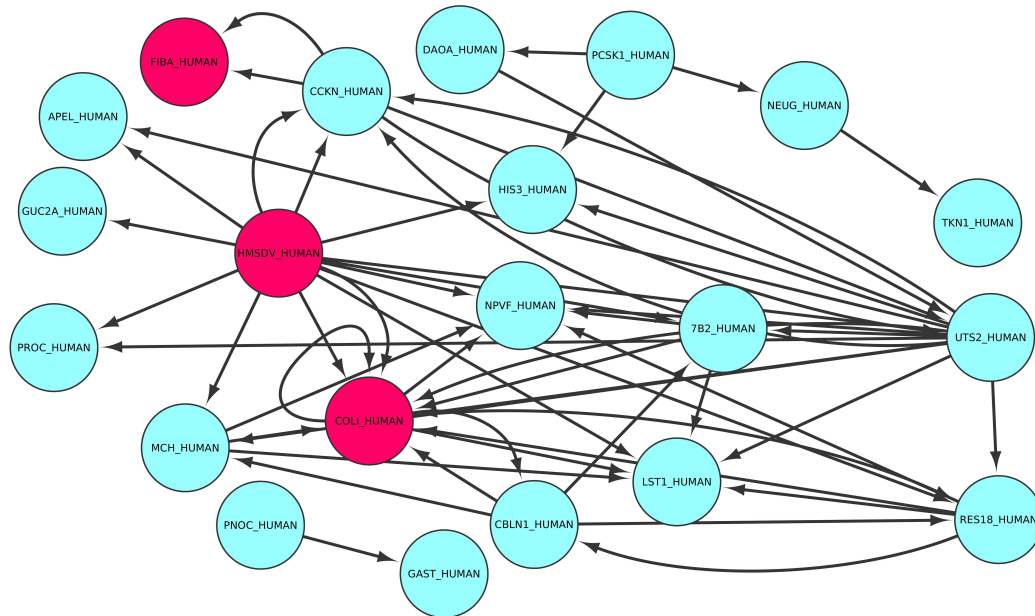 DAOA_HUMAN
PCSK1_HUMAN
FIBA_HUMAN
CCKN_HUMAN
NEUG_HUMAN
APEL_HUMAN
HIS3_HUMAN
GUC2A_HUMAN
TKN1_HUMAN
HMSDV_HUMAN
NPVF_HUMAN
7B2_HUMAN
UTS2_HUMAN
PROC_HUMAN
COLI_HUMAN
MCH_HUMAN
LST1_HUMAN
RES18_HUMAN
PNOC_HUMAN
CBLN1_HUMAN
GAST_HUMAN